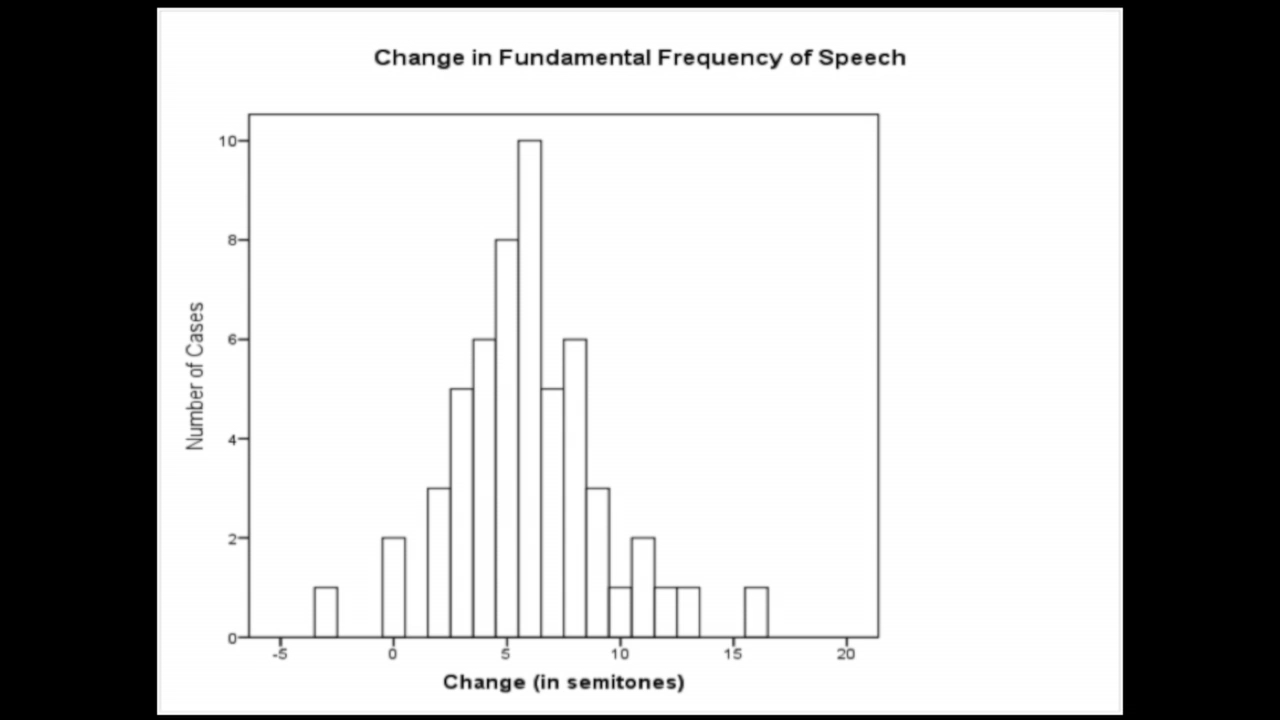 Change in Fundamental Frequency of Speech
10
8
6
4
2
0
Number of Cases
-5 0 5 10 15 20
Change (in semitones)